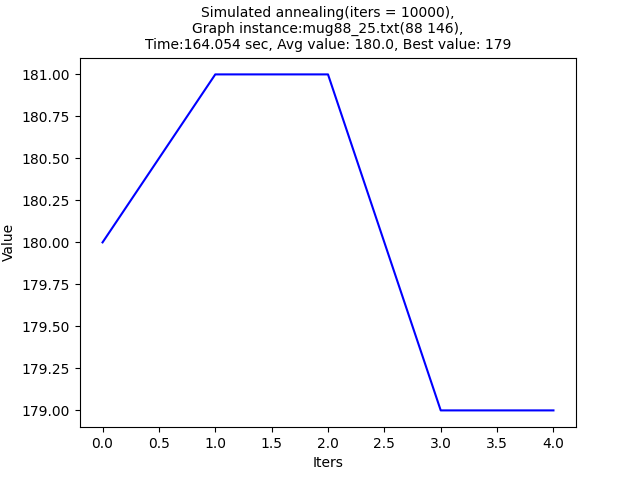 Simulated annealing(iters = 10000),
Graph instance:mug88_25.txt(88 146),
Time:164.054 sec, Avg value: 180.0, Best value: 179
181.00
180.75
180.50
180.25
180.00
179.75
179.50
179.25
179.00
Value
0.0 0.5 1.0 1.5 2.0 2.5 3.0 3.5 4.0
Iters